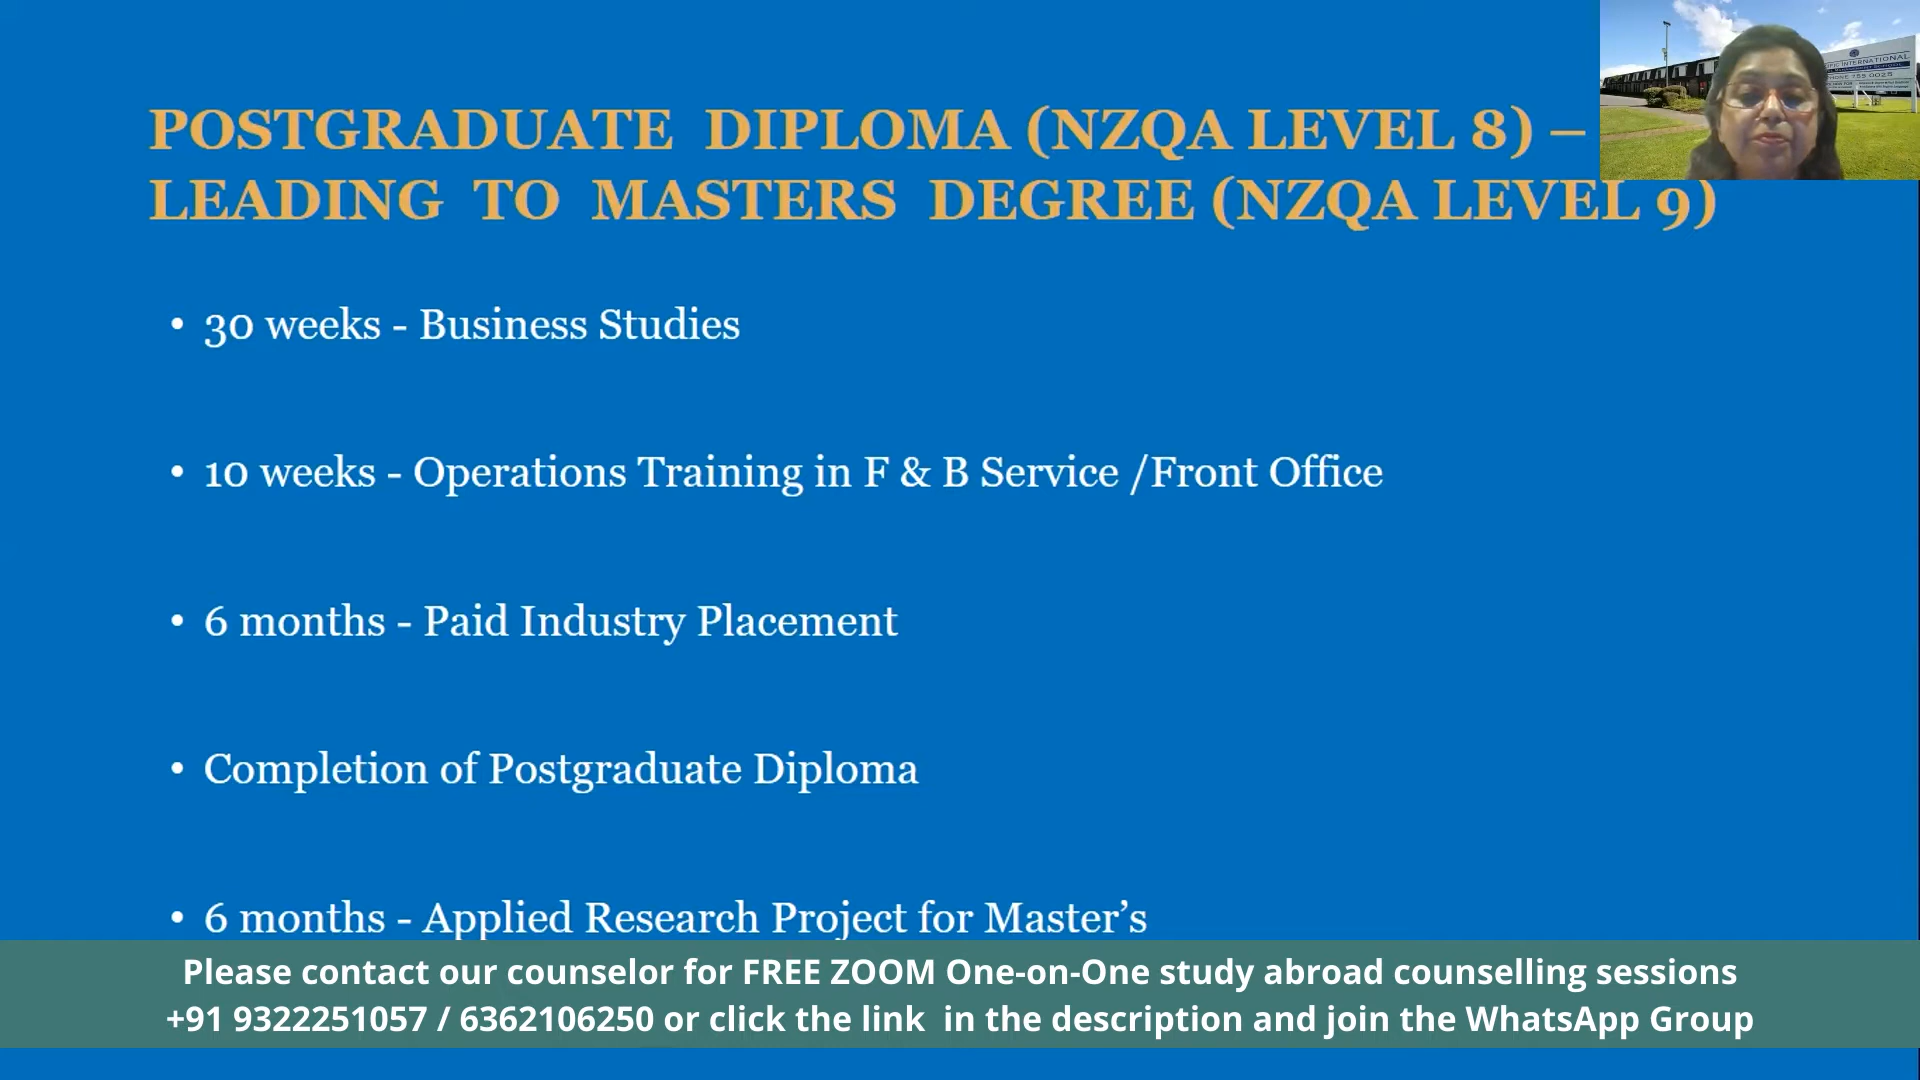 POSTGRADUATE DIPLOMA (NZQA LEVEL 8) –
LEADING TO MASTERS DEGREE (NZQA LEVEL 9)
INTERNATIONAL
• 30 weeks - Business Studies
• 10 weeks - Operations Training in F & B Service /Front Office
• 6 months - Paid Industry Placement
• Completion of Postgraduate Diploma
• 6 months - Applied Research Project for Master’s
Please contact our counselor for FREE ZOOM One-on-One study abroad counselling sessions
+91 9322251057 / 6362106250 or click the link in the description and join the WhatsApp Group